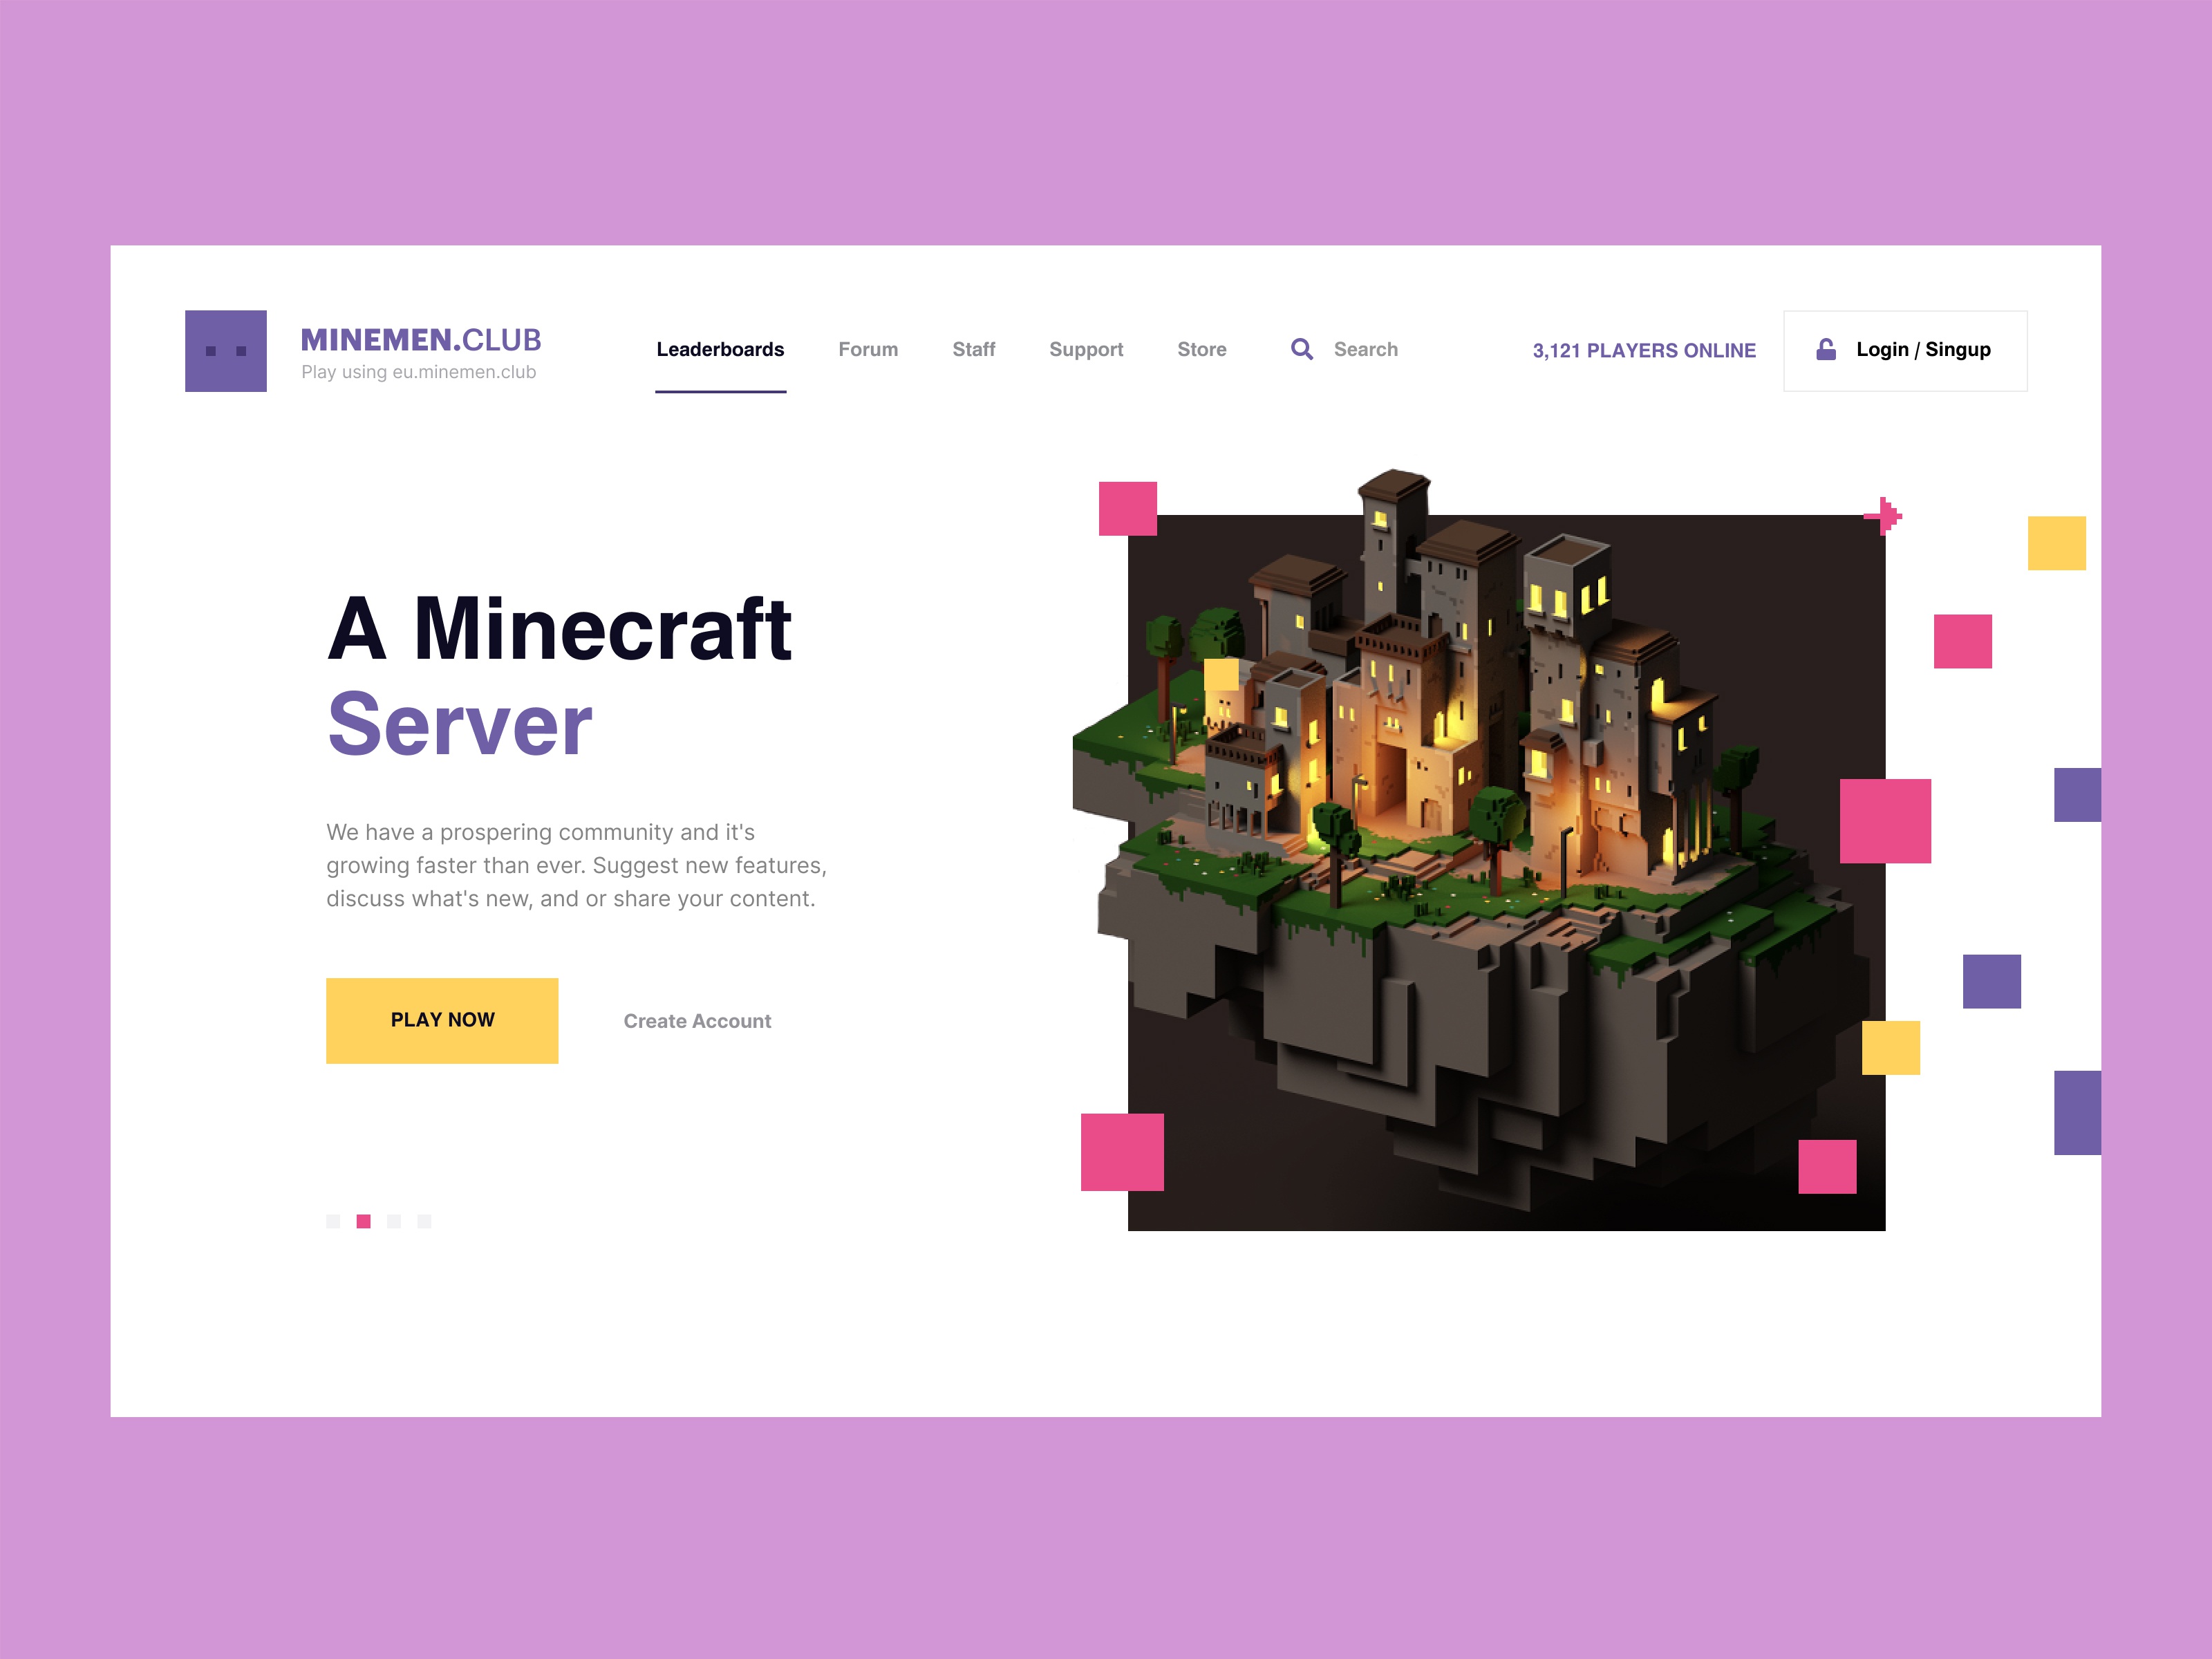 MINEMEN.CLUB
Play using eu.minemen.club
Leaderboards
Forum
Staff
Support
Store
Search
3,121 PLAYERS ONLINE
Login / Singup
A Minecraft
Server
We have a prospering community and it's
growing faster than ever. Suggest new features,
discuss what's new, and or share your content.
PLAY NOW
Create Account